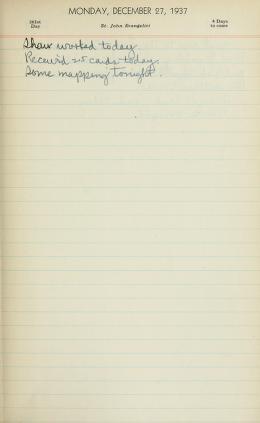 MONDAY, DECEMBER 27, 1937
361st Day St. John Evangelist 4 Days to come
Shaw worked today.
Receiv'd 25 cards today.
Some mapping tonight.